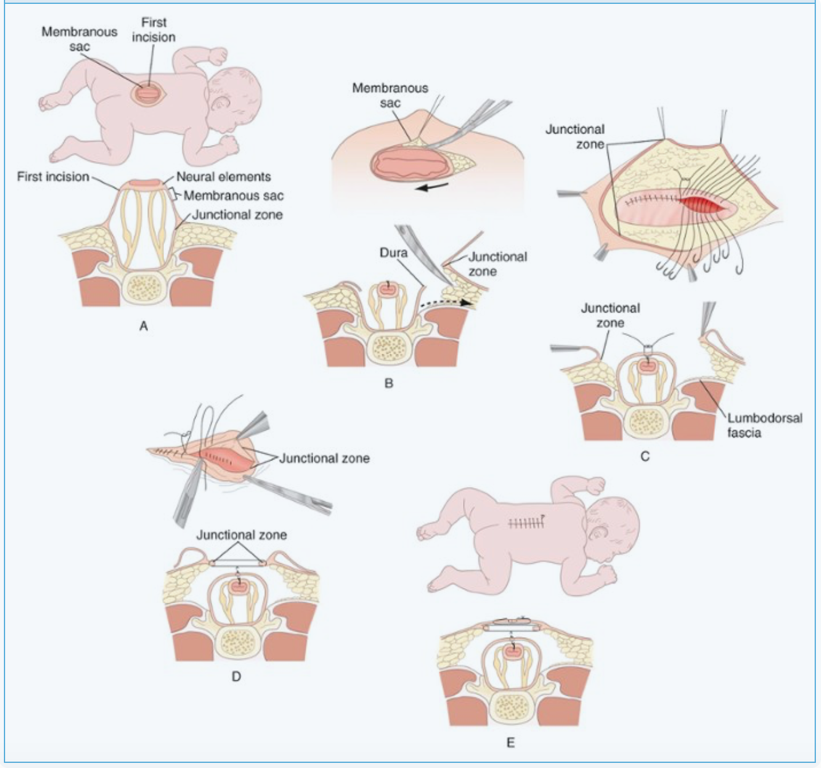 Membranous
sac
First
incision
First incision
Neural elements
Membranous sac
Junctional zone
A
Membranous
sac
Dura
Junctional
zone
B
Junctional
zone
Junctional
zone
Lumbodorsal
fascia
C
Junctional zone
Junctional zone
D
E